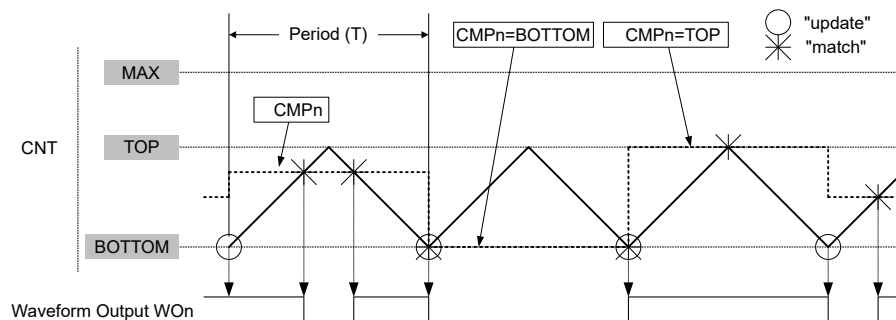 Period (T)
CMPn=BOTTOM
CMPn=TOP
"update"
"match"
MAX
CMPn
CNT
TOP
BOTTOM
Waveform Output WOn